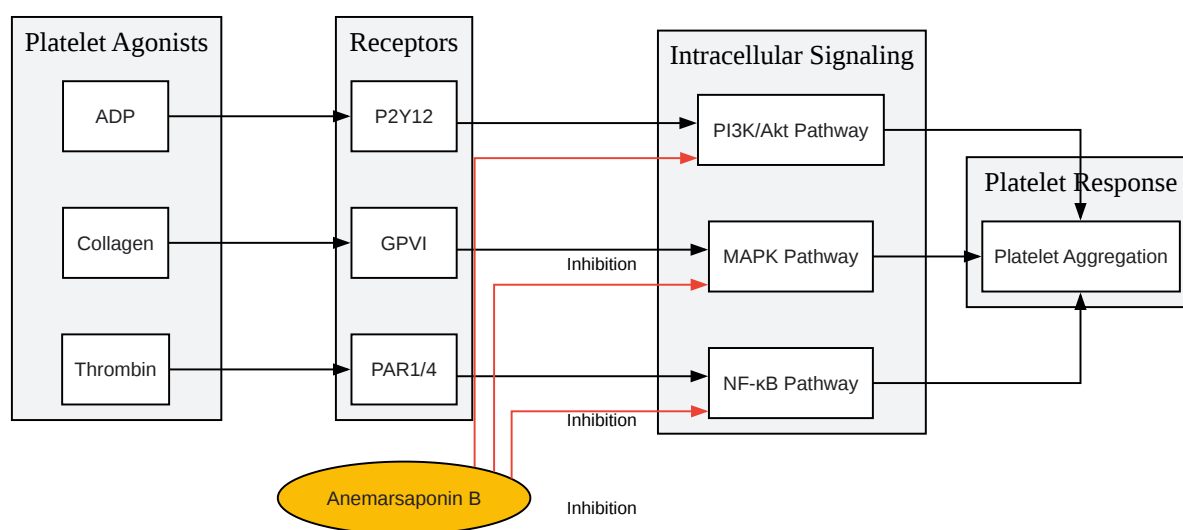 Platelet Agonists
ADP
Collagen
Thrombin
Receptors
P2Y12
GPVI
PAR1/4
Intracellular Signaling
PI3K/Akt Pathway
MAPK Pathway
NF-κB Pathway
Platelet Response
Platelet Aggregation
Inhibition
Inhibition
Inhibition
Anemarsaponin B